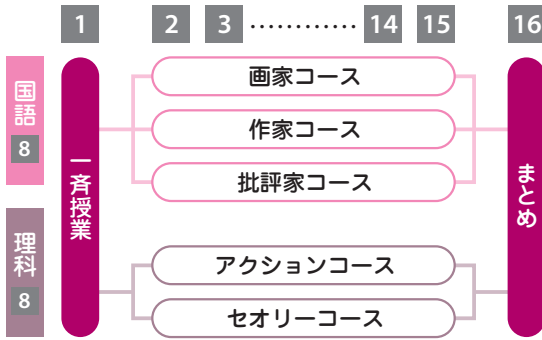 1 2 3 ………… 14 15 16
国語
8
理科
8
一斉授業
画家コース
作家コース
批評家コース
アクションコース
セオリーコース
まとめ